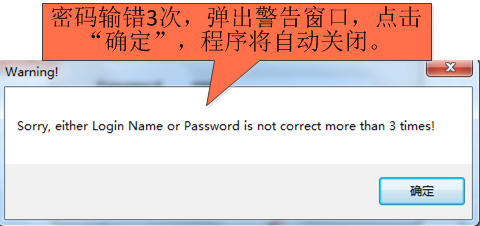 密码输错3次，弹出警告窗口，点击
“确定”，程序将自动关闭。
Warning!
Sorry, either Login Name or Password is not correct more than 3 times!
确定